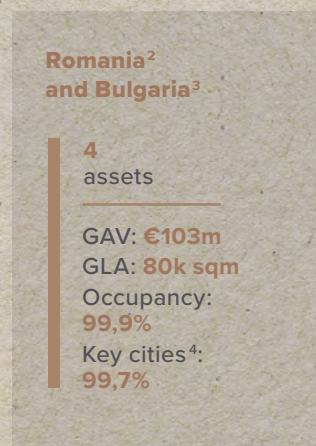 Romania²
and Bulgaria³
4
assets
GAV: €103m
GLA: 80k sqm
Occupancy:
99,9%
Key cities⁴:
99,7%